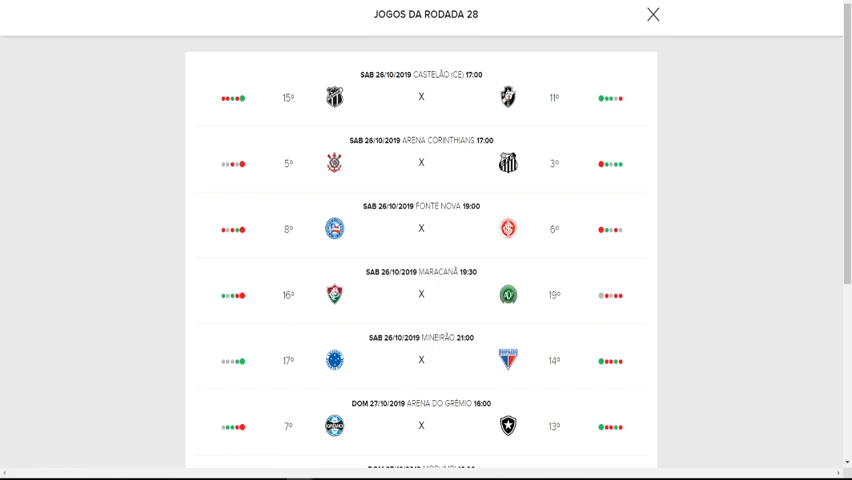 JOGOS DA RODADA 28
SAB 26/10/2019 CASTELÃO (CE) 17:00
15º X 11º
SAB 26/10/2019 ARENA CORINTHIANS 17:00
5º X 3º
SAB 26/10/2019 FONTE NOVA 19:00
8º X 6º
SAB 26/10/2019 MARACANÃ 19:30
16º X 19º
SAB 26/10/2019 MINEIRÃO 21:00
17º X 14º
DOM 27/10/2019 ARENA DO GRÊMIO 16:00
7º GRÊMIO X 13º